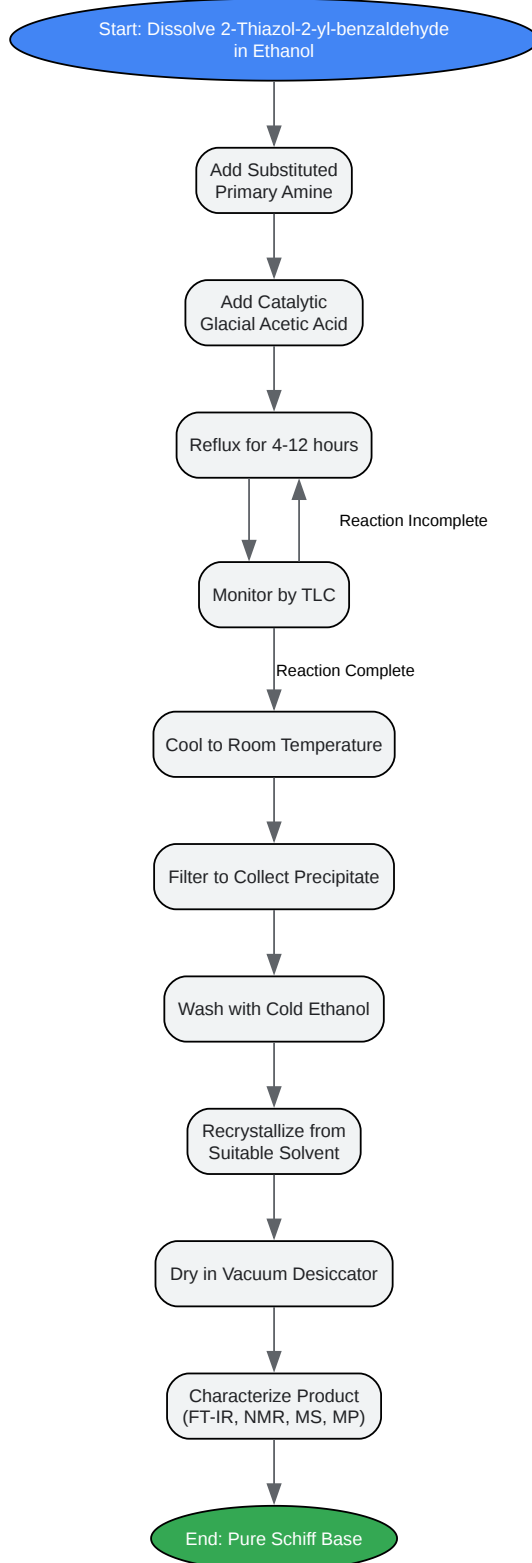 Start: Dissolve 2-Thiazol-2-yl-benzaldehyde
in Ethanol
Add Substituted
Primary Amine
Add Catalytic
Glacial Acetic Acid
Reflux for 4-12 hours
Reaction Incomplete
Monitor by TLC
Reaction Complete
Cool to Room Temperature
Filter to Collect Precipitate
Wash with Cold Ethanol
Recrystallize from
Suitable Solvent
Dry in Vacuum Desiccator
Characterize Product
(FT-IR, NMR, MS, MP)
End: Pure Schiff Base